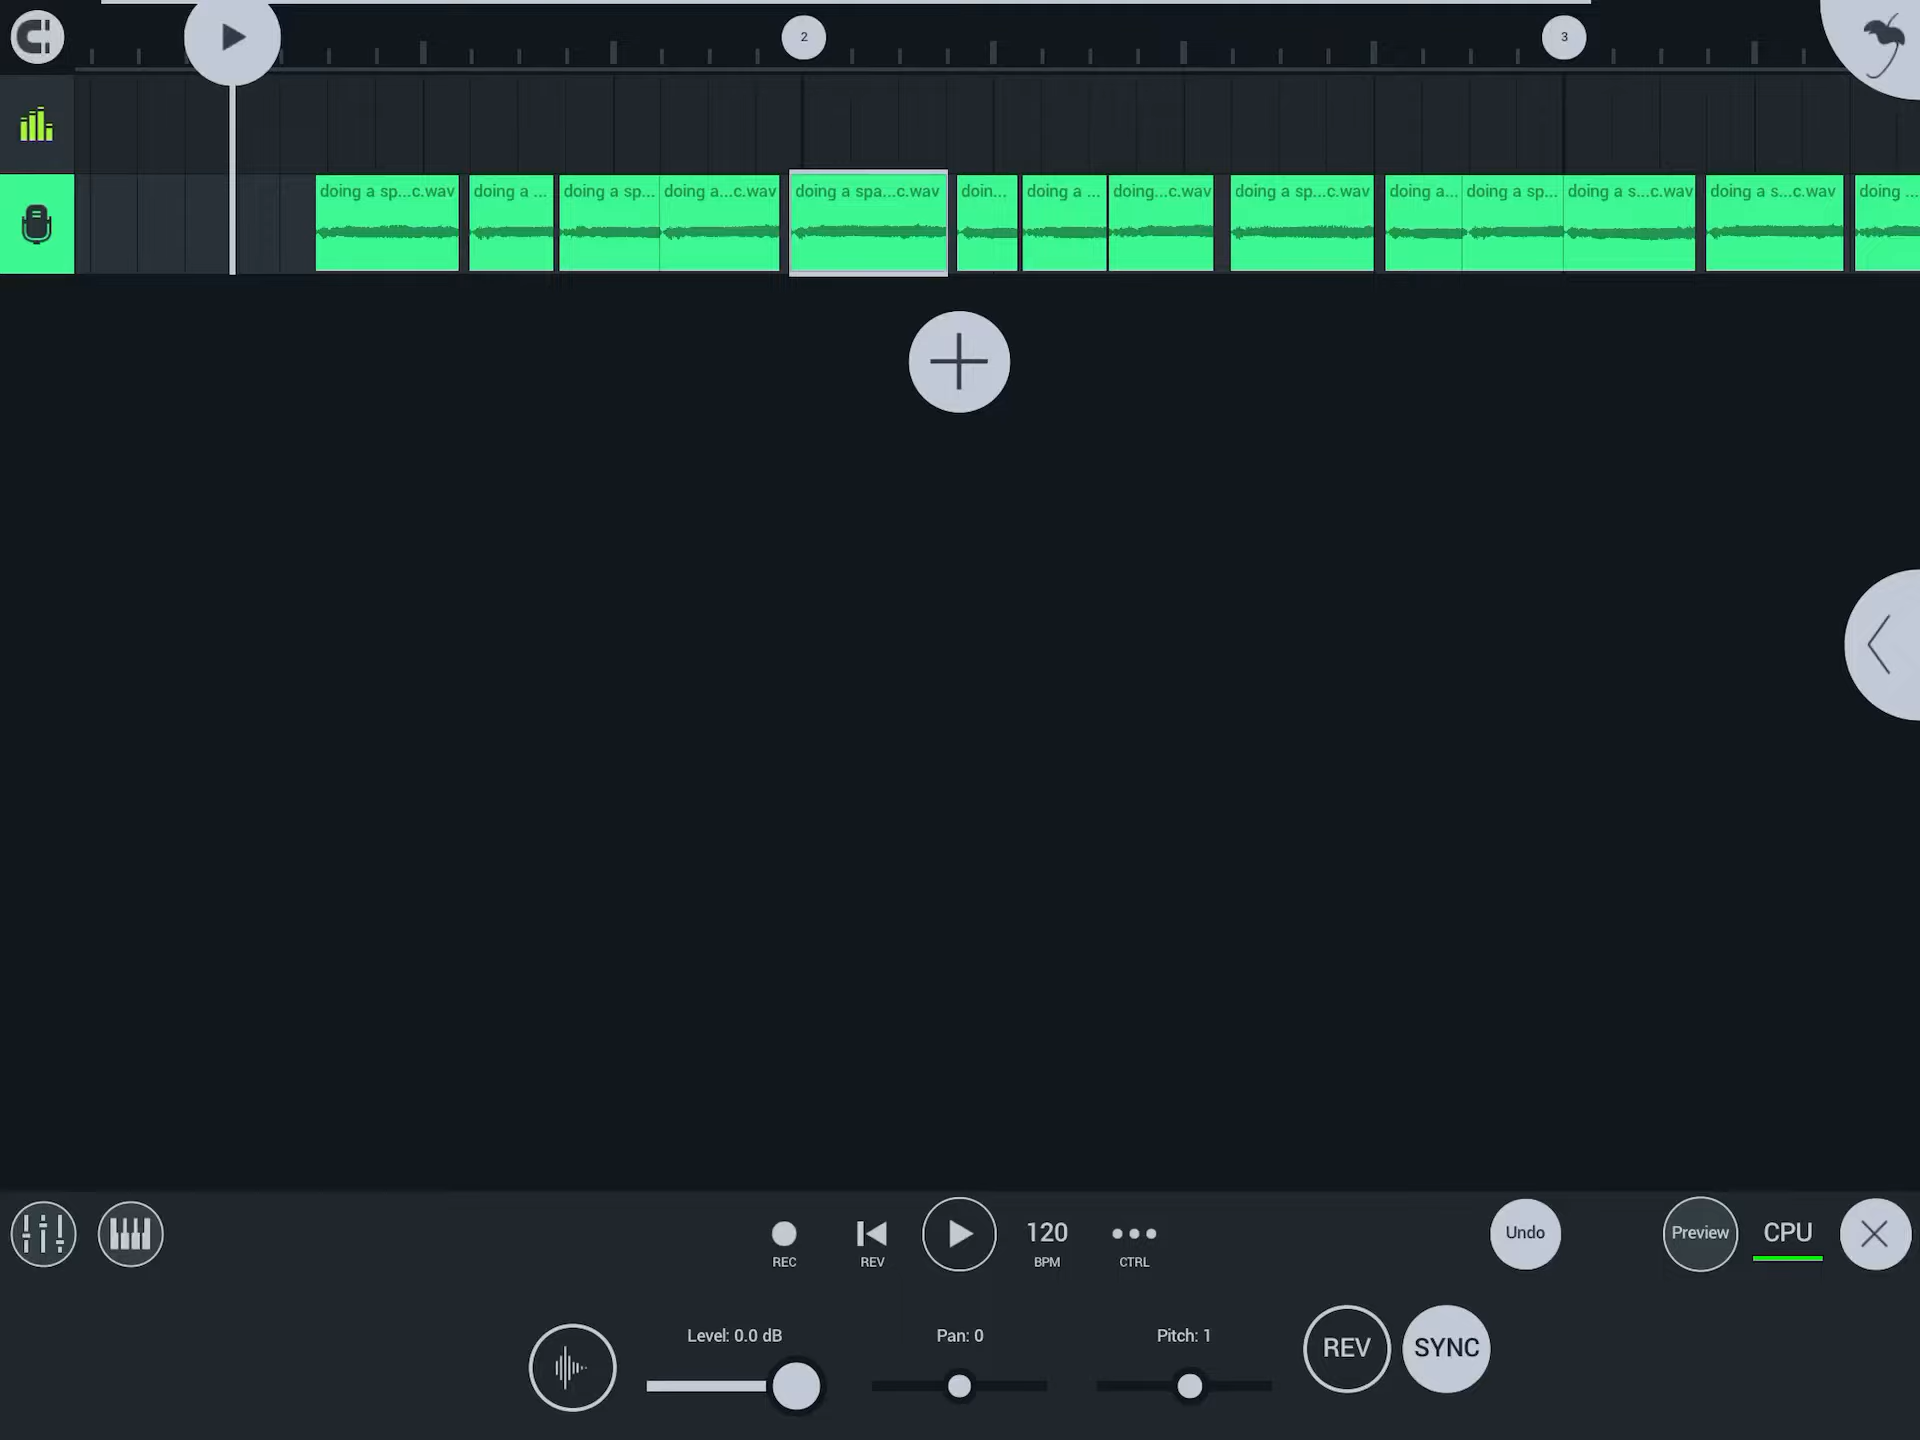 2
3
doing a sp...c.wav
doing a ...
doing a sp...
doing a...c.wav
doing a spa...c.wav
doin...
doing a ...
doing...c.wav
doing a sp...c.wav
doing a...
doing a sp...
doing a s...c.wav
doing a s...c.wav
doing ...
120
Undo
Preview
CPU
REC
REV
BPM
CTRL
Level: 0.0 dB
Pan: 0
Pitch: 1
REV
SYNC